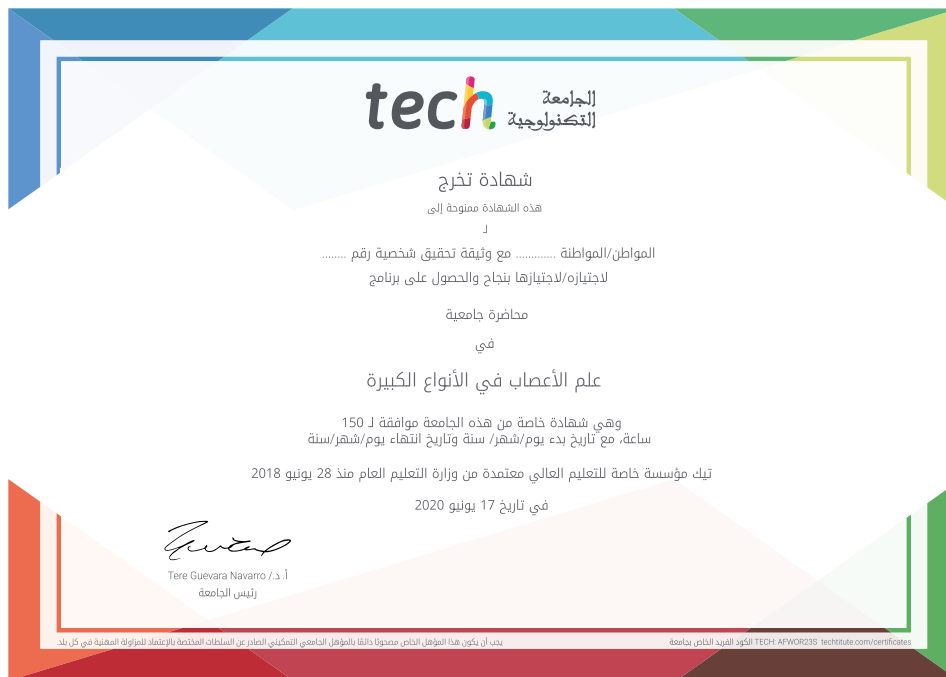 tech الجامعة
التكنولوجية
شهادة تخرج
هذه الشهادة ممنوحة إلى
لـ
المواطن/المواطنة ............ مع وثيقة تحقيق شخصية رقم ........
لاجتيازه/لاجتيازها بنجاح والحصول على برنامج
محاضرة جامعية
في
علم الأعصاب في الأنواع الكبيرة
وهي شهادة خاصة من هذه الجامعة موافقة لـ 150
ساعة، مع تاريخ بدء يوم/شهر/ سنة وتاريخ انتهاء يوم/شهر/سنة
تيك مؤسسة خاصة للتعليم العالي معتمدة من وزارة التعليم العام منذ 28 يونيو 2018
في تاريخ 17 يونيو 2020
أ. د./ Tere Guevara Navarro
رئيس الجامعة
يجب أن يكون هذا المؤهل الخاص مصحوبًا دائمًا بالمؤهل الجامعي التمكيني الصادر عن السلطات المختصة بالإعتماد للمزاولة المهنية في كل بلد.
الكود الفريد الخاص بجامعة TECH: AFWOR23S techtitute.com/certificates